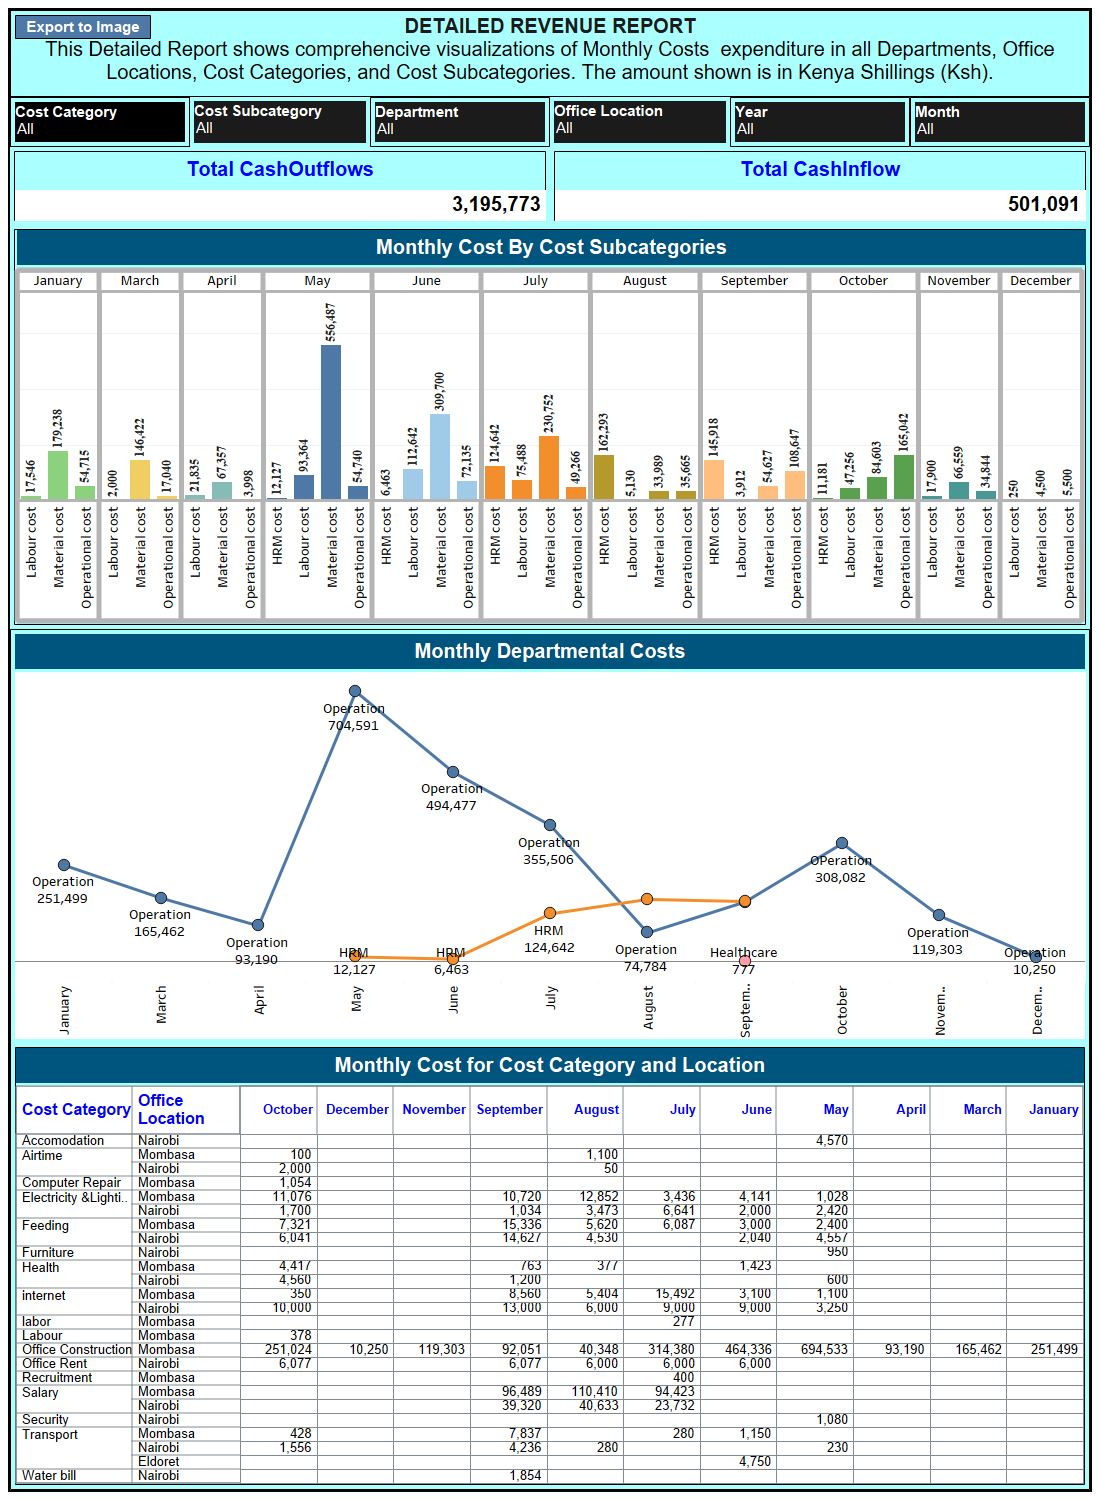 Export to Image
DETAILED REVENUE REPORT
This Detailed Report shows comprehencive visualizations of Monthly Costs expenditure in all Departments, Office
Locations, Cost Categories, and Cost Subcategories. The amount shown is in Kenya Shillings (Ksh).
Cost Category Cost Subcategory Department Office Location Year Month
All All All All All All
Total CashOutflows Total CashInflow
3,195,773 501,091
Monthly Cost By Cost Subcategories
January March April May June July August September October November December
17,546 179,238 54,715 2,000 146,422 17,040 21,835 67,357 3,998 12,127 93,364 556,487 54,740 6,463 112,642 309,700 72,135 124,642 75,488 230,752 49,266 162,293 5,130 33,989 35,665 145,918 3,912 54,627 108,647 11,181 47,256 84,603 165,042 17,900 66,559 34,844 250 4,500 5,500
Labour cost Material cost Operational cost Labour cost Material cost Operational cost Labour cost Material cost Operational cost HRM cost Labour cost Material cost Operational cost HRM cost Labour cost Material cost Operational cost HRM cost Labour cost Material cost Operational cost HRM cost Labour cost Material cost Operational cost HRM cost Labour cost Material cost Operational cost HRM cost Labour cost Material cost Operational cost Labour cost Material cost Operational cost Labour cost Material cost Operational cost
Monthly Departmental Costs
Operation
704,591
Operation
494,477
Operation
355,506
OPeration
308,082
Operation
251,499
Operation
165,462
Operation
93,190
HRM
12,127
HRM
6,463
HRM
124,642
Operation
74,784
Healthcare
777
Operation
119,303
Operation
10,250
January March April May June July August Septem.. October Novem.. Decem..
Monthly Cost for Cost Category and Location
Cost Category Office Location October December November September August July June May April March January
Accomodation Nairobi 4,570
Airtime Mombasa 100 1,100
Nairobi 2,000 50
Computer Repair Mombasa 1,054
Electricity &Lighti.. Mombasa 11,076 10,720 12,852 3,436 4,141 1,028
Nairobi 1,700 1,034 3,473 6,641 2,000 2,420
Feeding Mombasa 7,321 15,336 5,620 6,087 3,000 2,400
Nairobi 6,041 14,627 4,530 2,040 4,557
Furniture Nairobi 950
Health Mombasa 4,417 763 377 1,423
Nairobi 4,560 1,200 600
internet Mombasa 350 8,560 5,404 15,492 3,100 1,100
Nairobi 10,000 13,000 6,000 9,000 9,000 3,250
labor Mombasa 277
Labour Mombasa 378
Office Construction Mombasa 251,024 10,250 119,303 92,051 40,348 314,380 464,336 694,533 93,190 165,462 251,499
Office Rent Nairobi 6,077 6,077 6,000 6,000 6,000
Recruitment Mombasa 400
Salary Mombasa 96,489 110,410 94,423
Nairobi 39,320 40,633 23,732
Security Nairobi 1,080
Transport Mombasa 428 7,837 280 1,150
Nairobi 1,556 4,236 280 230
Eldoret 4,750
Water bill Nairobi 1,854